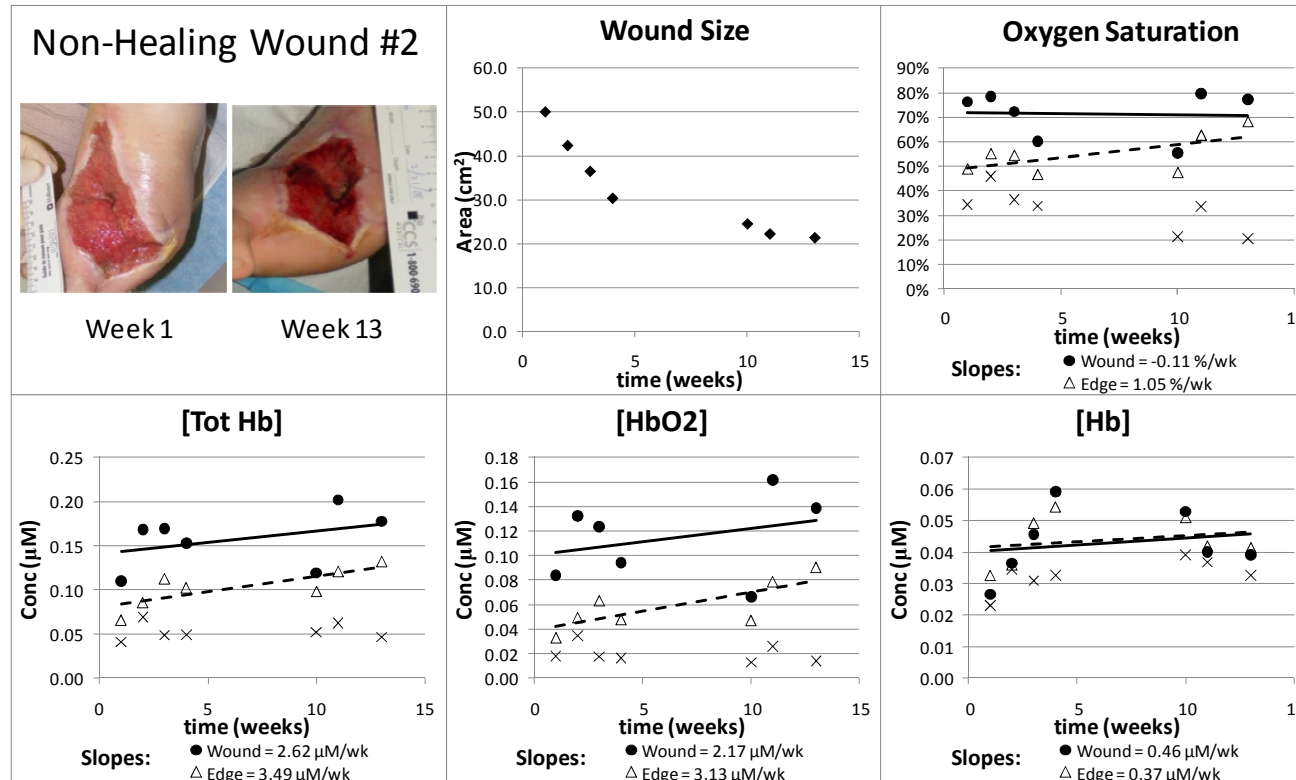 Non-Healing Wound #2
Week 1
Week 13
Wound Size
Area (cm²)
60.0
50.0
40.0
30.0
20.0
10.0
0.0
0 5 10 15
time (weeks)
Oxygen Saturation
90%
80%
70%
60%
50%
40%
30%
20%
10%
0%
0 5 10
time (weeks)
Slopes:
Wound = -0.11 %/wk
Edge = 1.05 %/wk
[Tot Hb]
Conc (µM)
0.25
0.20
0.15
0.10
0.05
0.00
0 5 10 15
time (weeks)
Slopes:
Wound = 2.62 µM/wk
Edge = 3.49 µM/wk
[HbO2]
Conc (µM)
0.18
0.16
0.14
0.12
0.10
0.08
0.06
0.04
0.02
0.00
0 5 10 15
time (weeks)
Slopes:
Wound = 2.17 µM/wk
Edge = 3.13 µM/wk
[Hb]
Conc (µM)
0.07
0.06
0.05
0.04
0.03
0.02
0.01
0.00
0 5 10
time (weeks)
Slopes:
Wound = 0.46 µM/wk
Edge = 0.37 µM/wk
CCS
1-800-690